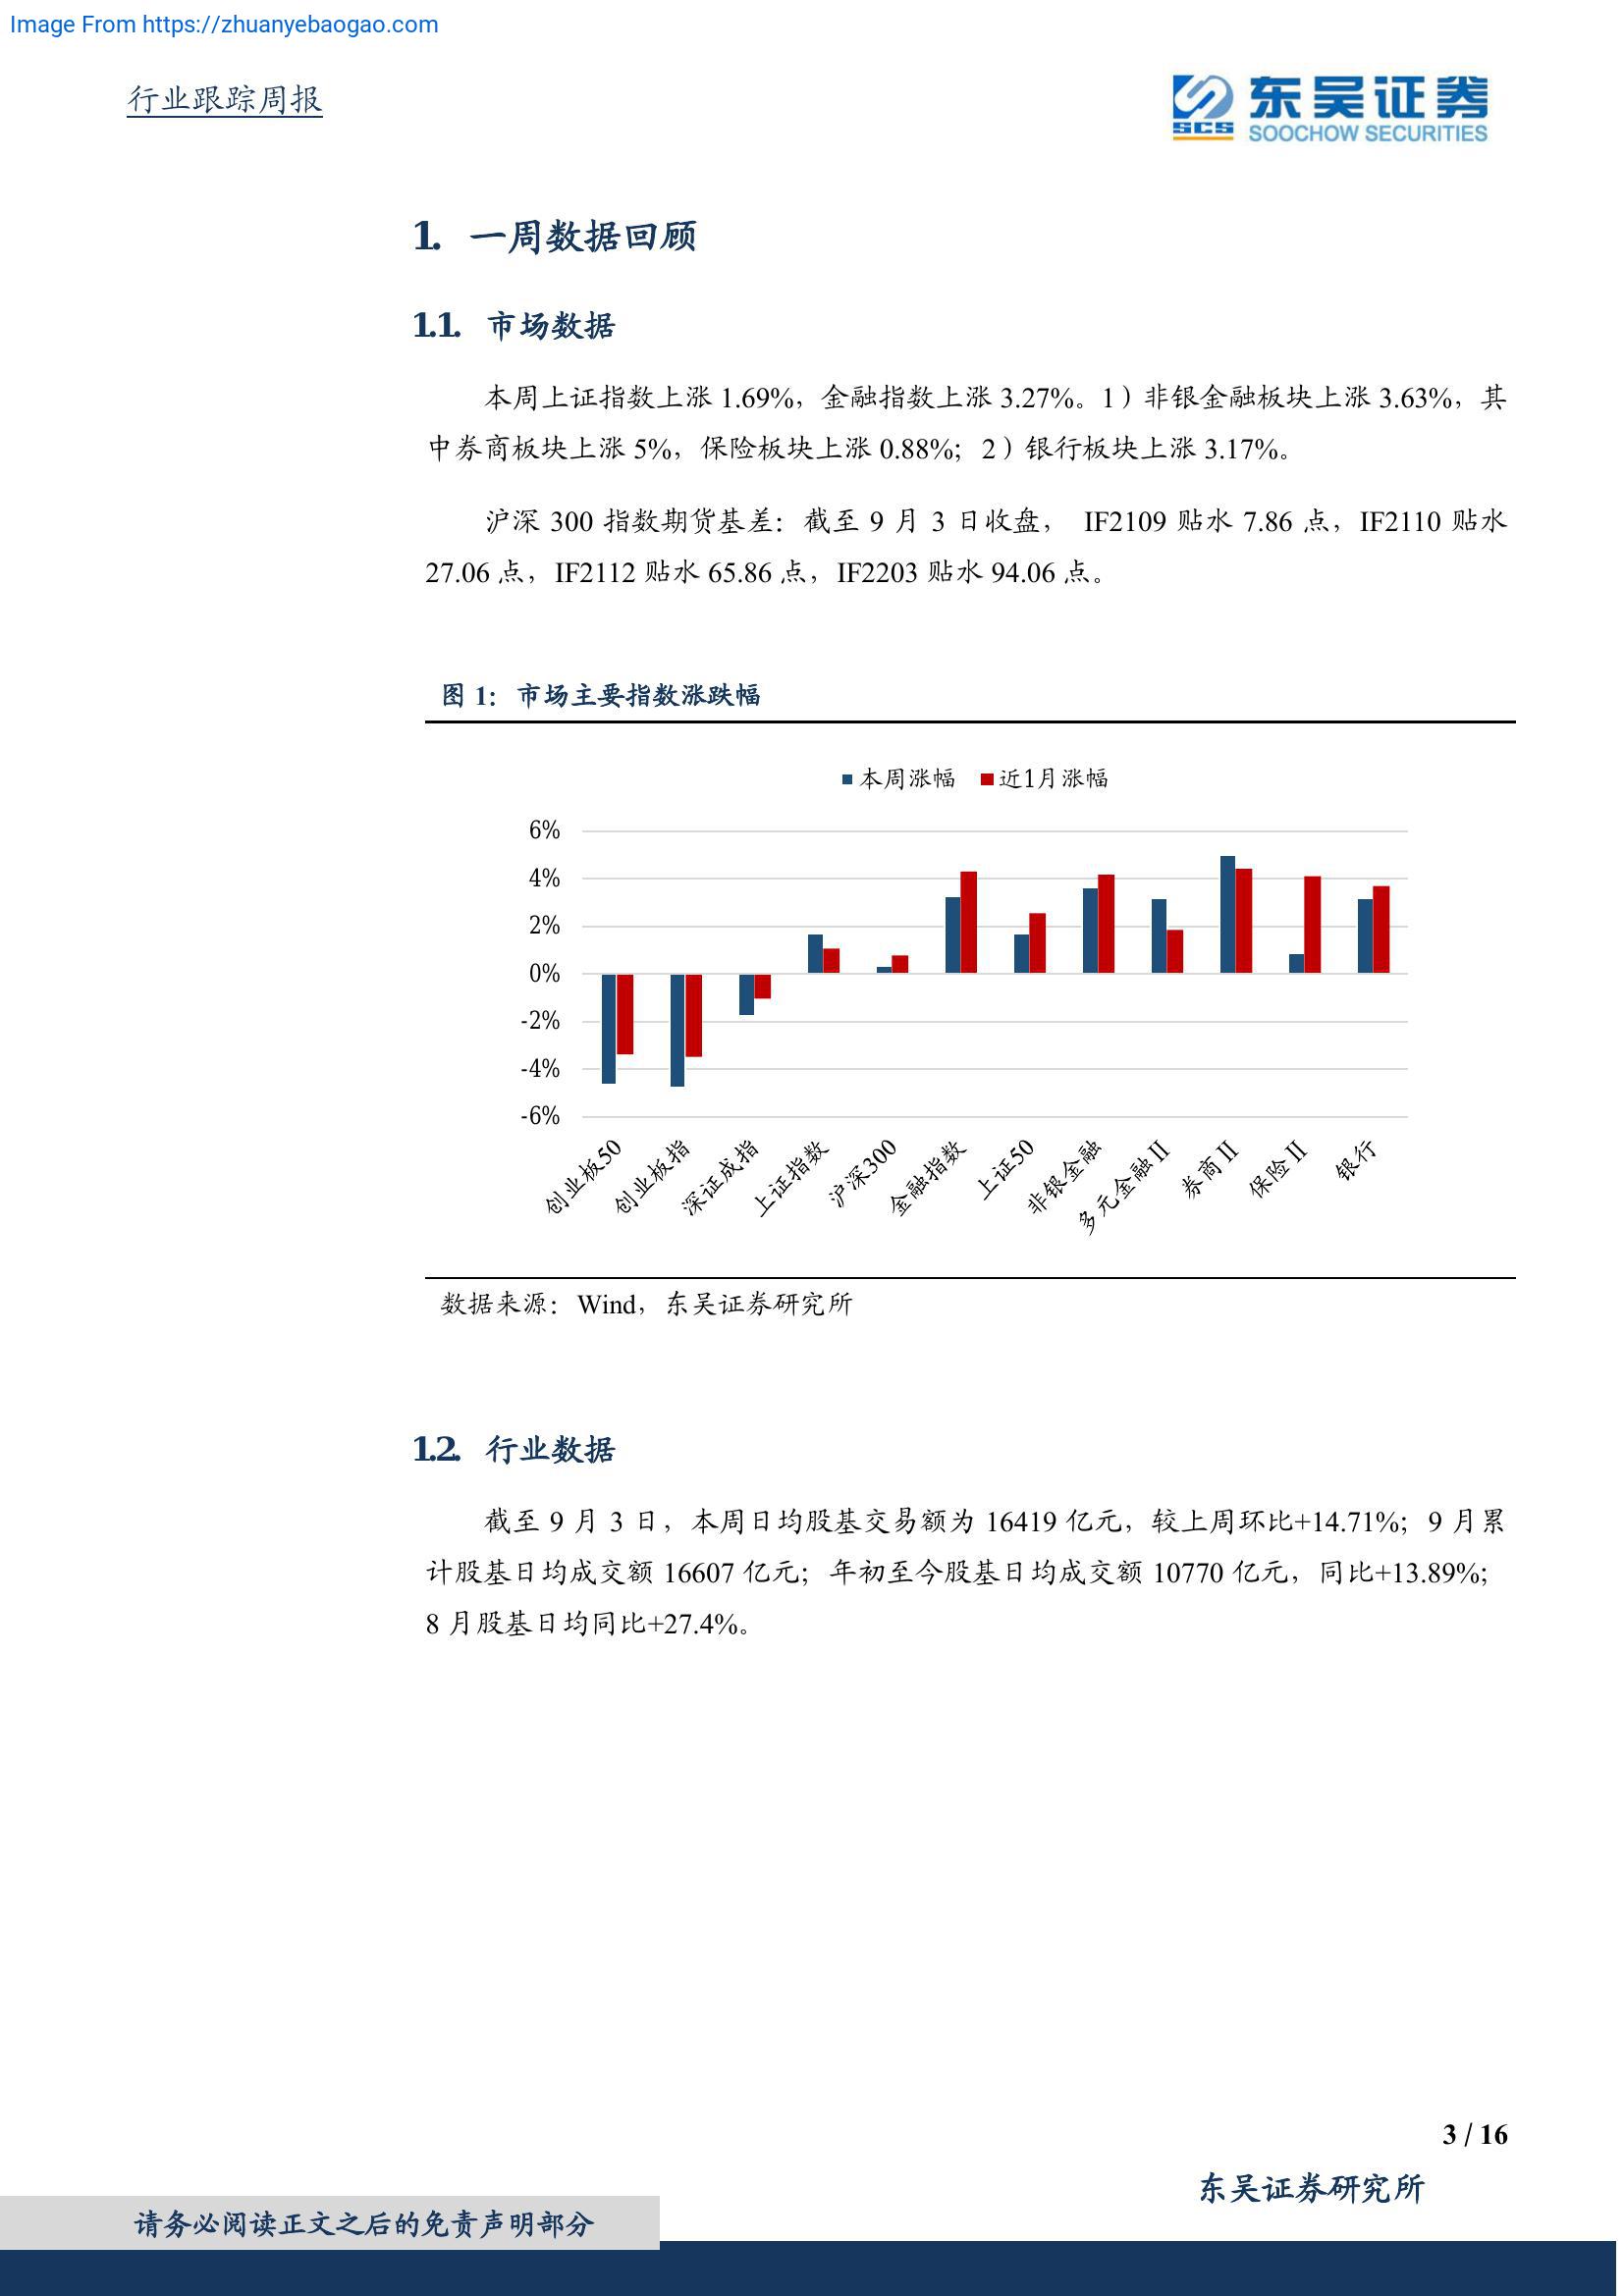 Image From https://zhuanyebaogao.com
行业跟踪周报
SCS
东吴证券
SOOCHOW SECURITIES
1. 一周数据回顾
1.1. 市场数据
本周上证指数上涨 1.69%，金融指数上涨 3.27%。1）非银金融板块上涨 3.63%，其
中券商板块上涨 5%，保险板块上涨 0.88%；2）银行板块上涨 3.17%。
沪深 300 指数期货基差：截至 9 月 3 日收盘， IF2109 贴水 7.86 点，IF2110 贴水
27.06 点，IF2112 贴水 65.86 点，IF2203 贴水 94.06 点。
图 1：市场主要指数涨跌幅
本周涨幅 近1月涨幅
6%
4%
2%
0%
-2%
-4%
-6%
创业板50
创业板指
深证成指
上证指数
沪深300
金融指数
上证50
非银金融
多元金融Ⅱ
券商Ⅱ
保险Ⅱ
银行
数据来源：Wind，东吴证券研究所
1.2. 行业数据
截至 9 月 3 日，本周日均股基交易额为 16419 亿元，较上周环比+14.71%；9 月累
计股基日均成交额 16607 亿元；年初至今股基日均成交额 10770 亿元，同比+13.89%；
8 月股基日均同比+27.4%。
3 / 16
东吴证券研究所
请务必阅读正文之后的免责声明部分